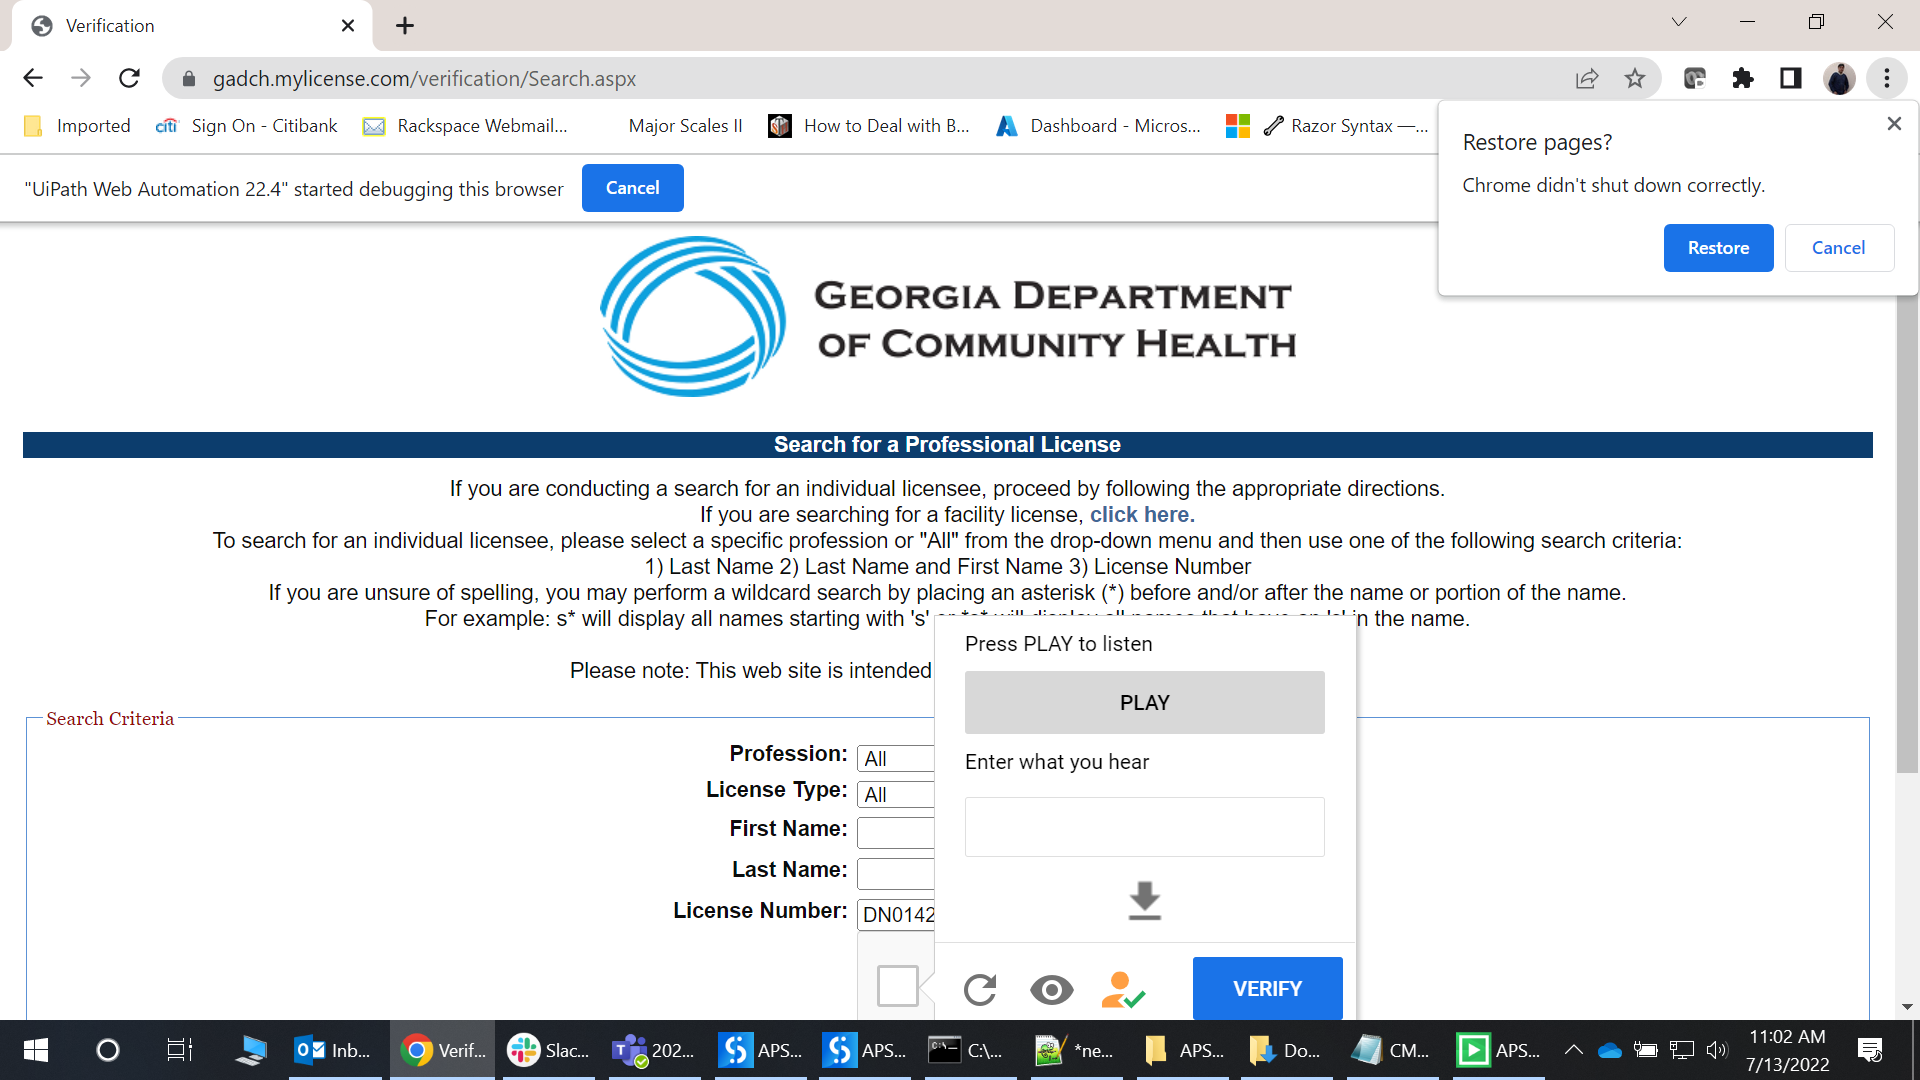 Verification
gadch.mylicense.com/verification/Search.aspx
Imported
citi Sign On - Citibank
Rackspace Webmail...
Major Scales II
How to Deal with B...
Dashboard - Micros...
Razor Syntax —...
"UiPath Web Automation 22.4" started debugging this browser
Cancel
Restore pages?
Chrome didn't shut down correctly.
Restore
Cancel
GEORGIA DEPARTMENT
OF COMMUNITY HEALTH
Search for a Professional License
If you are conducting a search for an individual licensee, proceed by following the appropriate directions.
If you are searching for a facility license, click here.
To search for an individual licensee, please select a specific profession or "All" from the drop-down menu and then use one of the following search criteria:
1) Last Name 2) Last Name and First Name 3) License Number
If you are unsure of spelling, you may perform a wildcard search by placing an asterisk (*) before and/or after the name or portion of the name.
For example: s* will display all names starting with 's' or *s* will display all names that have an 's' in the name.
Please note: This web site is intended
Press PLAY to listen
PLAY
Enter what you hear
VERIFY
Search Criteria
Profession: All
License Type: All
First Name:
Last Name:
License Number: DN0142
Inb...
Verif...
Slac...
202...
APS...
APS...
C:\...
*ne...
APS...
Do...
CM...
APS...
11:02 AM
7/13/2022